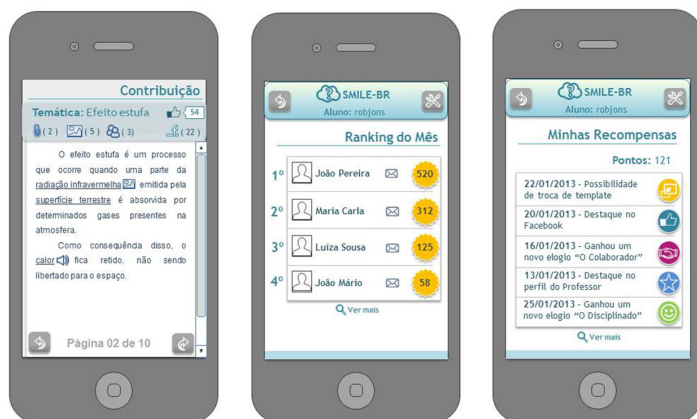 Contribuição
Temática: Efeito estufa 54
(2) (5) (3) (22)
O efeito estufa é um processo
que ocorre quando uma parte da
radiação infravermelha emitida pela
superfície terrestre é absorvida por
determinados gases presentes na
atmosfera.
Como consequência disso, o
calor fica retido, não sendo
libertado para o espaço.
Página 02 de 10
SMILE-BR
Aluno: robjons
Ranking do Mês
1º João Pereira 520
2º Maria Carla 312
3º Luíza Sousa 125
4º João Mário 58
Ver mais
SMILE-BR
Aluno: robjons
Minhas Recompensas
Pontos: 121
22/01/2013 - Possibilidade
de troca de template
20/01/2013 - Destaque no
Facebook
16/01/2013 - Ganhou um
novo elogio “O Colaborador”
13/01/2013 - Destaque no
perfil do Professor
25/01/2013 - Ganhou um
novo elogio “O Disciplinado”
Ver mais